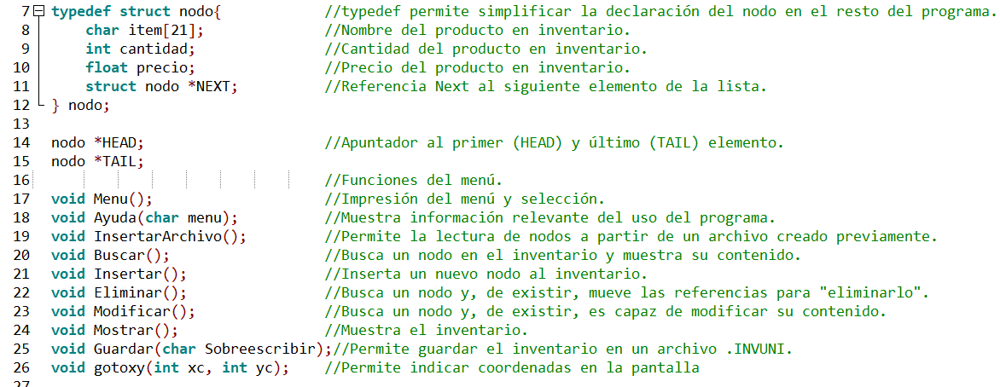 7 typedef struct nodo{ //typedef permite simplificar la declaración del nodo en el resto del programa.
8 char item[21]; //Nombre del producto en inventario.
9 int cantidad; //Cantidad del producto en inventario.
10 float precio; //Precio del producto en inventario.
11 struct nodo *NEXT; //Referencia Next al siguiente elemento de la lista.
12 } nodo;
13
14 nodo *HEAD; //Apuntador al primer (HEAD) y último (TAIL) elemento.
15 nodo *TAIL;
16 //Funciones del menú.
17 void Menu(); //Impresión del menú y selección.
18 void Ayuda(char menu); //Muestra información relevante del uso del programa.
19 void InsertarArchivo(); //Permite la lectura de nodos a partir de un archivo creado previamente.
20 void Buscar(); //Busca un nodo en el inventario y muestra su contenido.
21 void Insertar(); //Inserta un nuevo nodo al inventario.
22 void Eliminar(); //Busca un nodo y, de existir, mueve las referencias para "eliminarlo".
23 void Modificar(); //Busca un nodo y, de existir, es capaz de modificar su contenido.
24 void Mostrar(); //Muestra el inventario.
25 void Guardar(char Sobreescribir);//Permite guardar el inventario en un archivo .INVUNI.
26 void gotoxy(int xc, int yc); //Permite indicar coordenadas en la pantalla
27